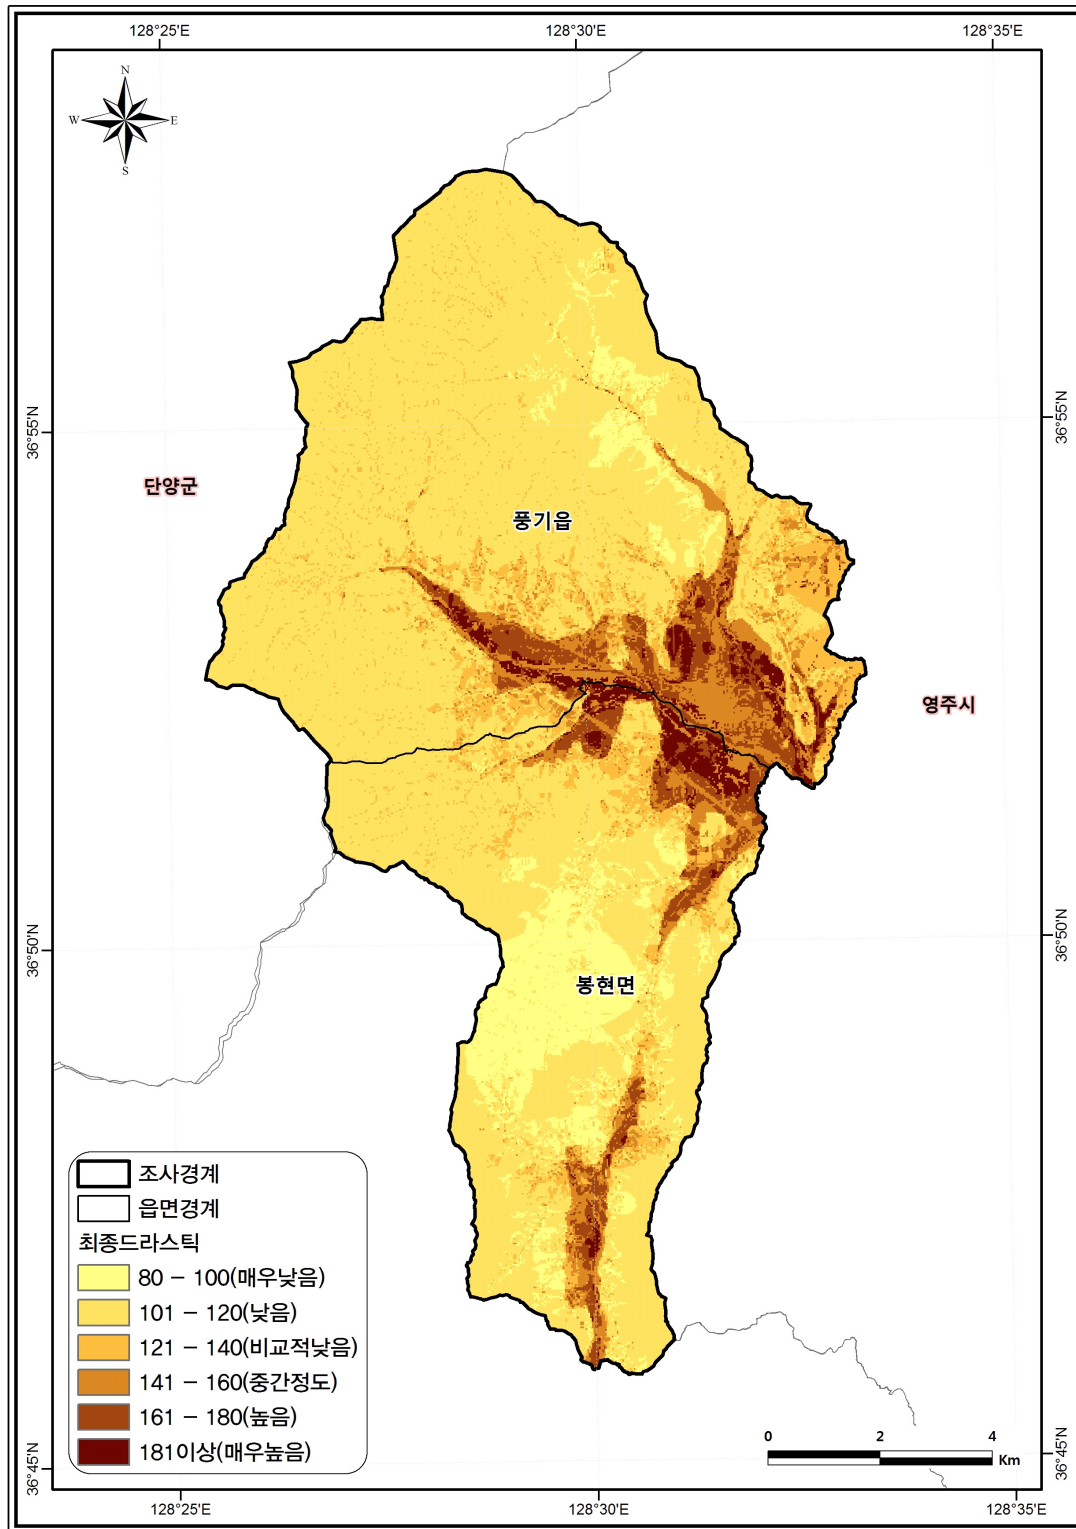 128°25'E 128°30'E 128°35'E
N
W E
S
36°55'N 36°55'N
단양군
풍기읍
영주시
36°50'N 36°50'N
봉현면
조사경계
읍면경계
최종드라스틱
80 - 100(매우낮음)
101 - 120(낮음)
121 - 140(비교적낮음)
141 - 160(중간정도)
161 - 180(높음)
181이상(매우높음)
0 2 4
Km
36°45'N 36°45'N
128°25'E 128°30'E 128°35'E